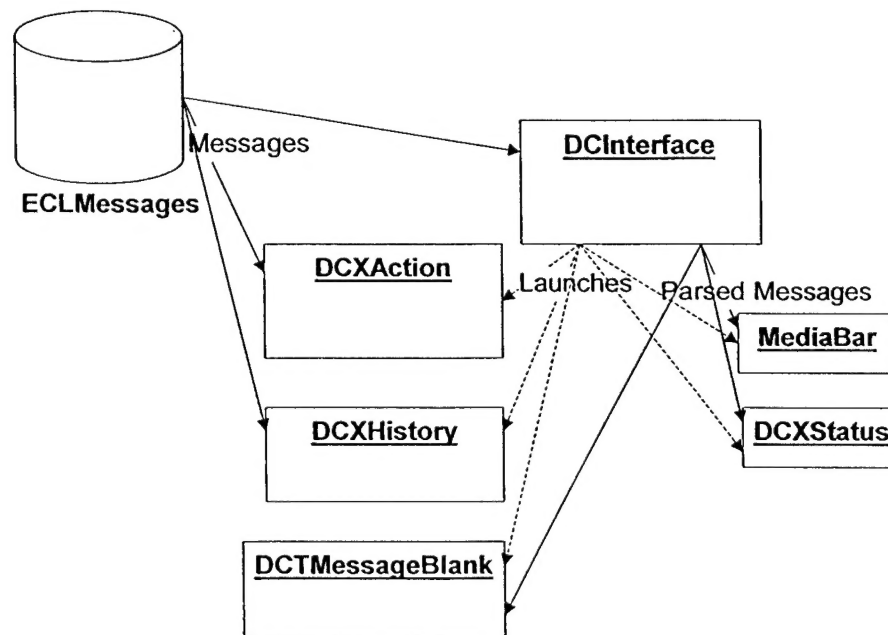 DCInterface
Messages
ECLMessages
DCXAction
Launches
Parsed Messages
MediaBar
DCXHistory
DCXStatus
DCTMessageBlank